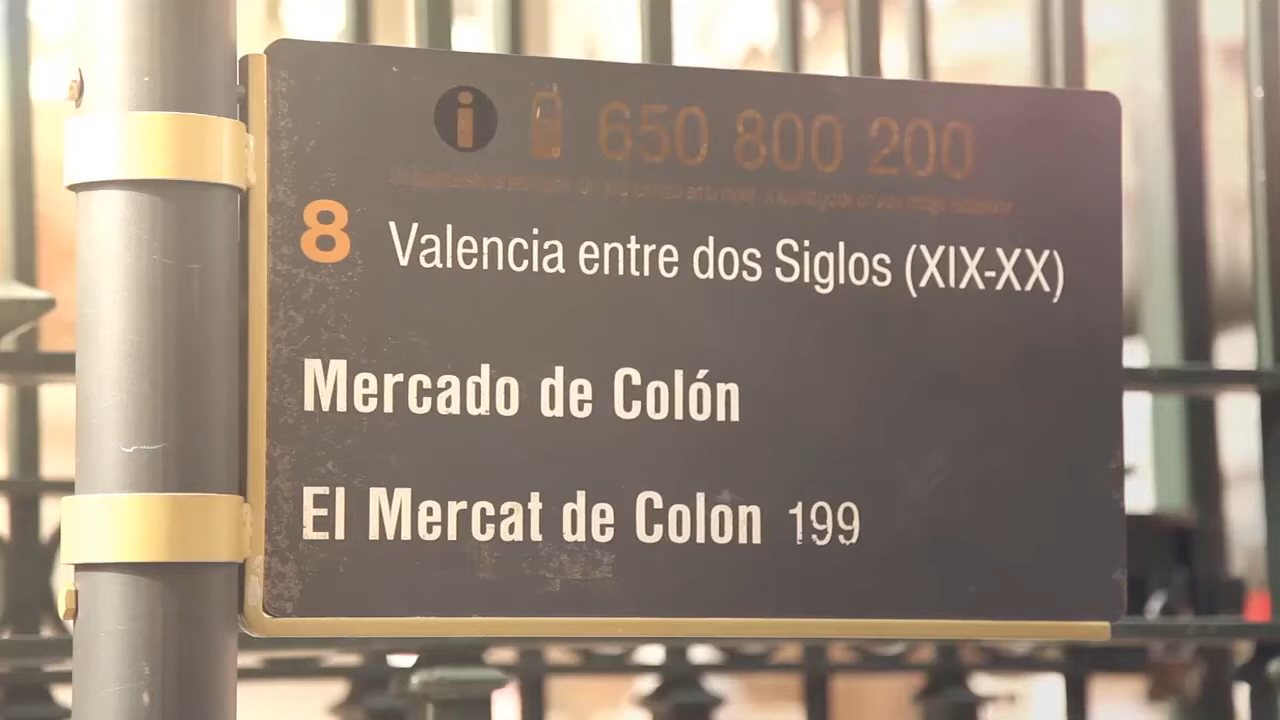 i 650 800 200
8 Valencia entre dos Siglos (XIX-XX)
Mercado de Colón
El Mercat de Colon 199